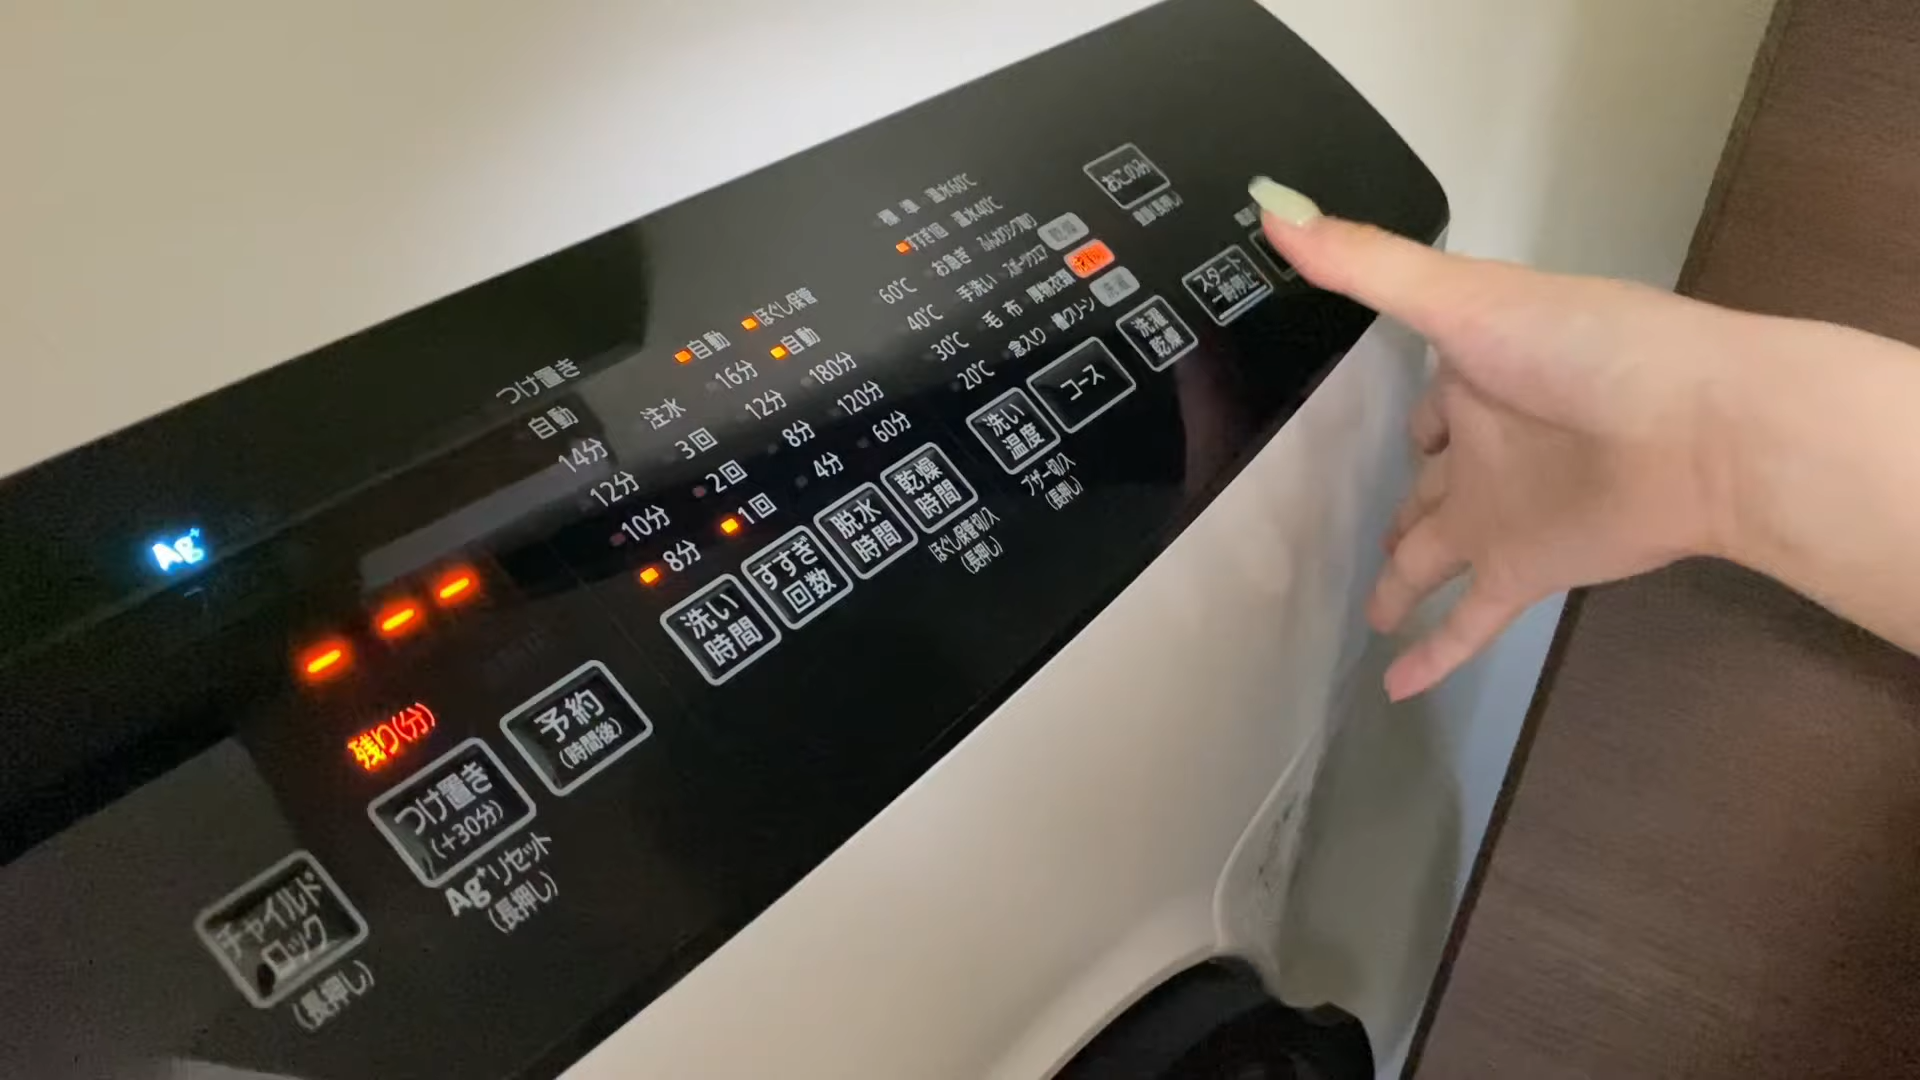 Ag+
残り(分)
チャイルド
ロック
(長押し)
つけ置き
(+30分)
Ag+リセット
(長押し)
予約
(時間後)
つけ置き
自動
14分
12分
10分
8分
洗い
時間
注水
3回
2回
1回
すすぎ
回数
自動
16分
12分
8分
4分
脱水
時間
ほぐし保管
自動
180分
120分
60分
乾燥
時間
ほぐし保管切/入
(長押し)
60℃
40℃
30℃
20℃
洗い
温度
ブザー切/入
(長押し)
標準 温水60℃
すすぎ1回 温水40℃
お急ぎ
手洗い スポーツウエア
毛布 厚物衣類
念入り 槽クリーン
コース
洗濯
乾燥
おこのみ
スタート
一時停止